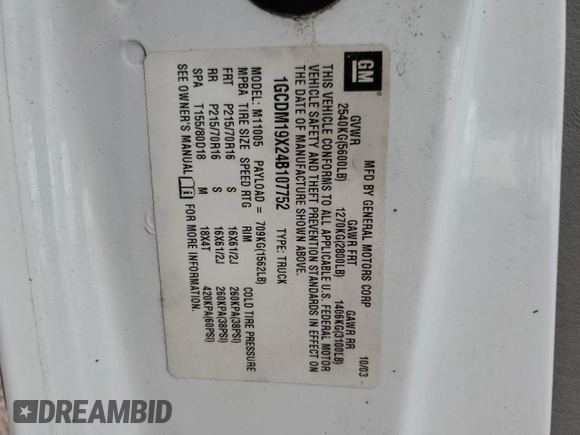 GM
MFD BY GENERAL MOTORS CORP 10/03
GVWR GAWR FRT GAWR RR
2540KG(5600LB) 1270KG(2800LB) 1406KG(3100LB)
THIS VEHICLE CONFORMS TO ALL APPLICABLE U.S. FEDERAL MOTOR
VEHICLE SAFETY AND THEFT PREVENTION STANDARDS IN EFFECT ON
THE DATE OF MANUFACTURE SHOWN ABOVE.
1GCDM19X24B107752 TYPE: TRUCK
M11005 PAYLOAD = 709KG(1562LB)
MPBA TIRE SIZE SPEED RTG RIM COLD TIRE PRESSURE
FRT P215/70R16 S 16X61/2J 260KPA(38PSI)
RR P215/70R16 S 16X61/2J 260KPA(38PSI)
SPA T155/80D18 M 18X4T 420KPA(60PSI)
SEE OWNER'S MANUAL i FOR MORE INFORMATION.
MODEL:
DREAMBID